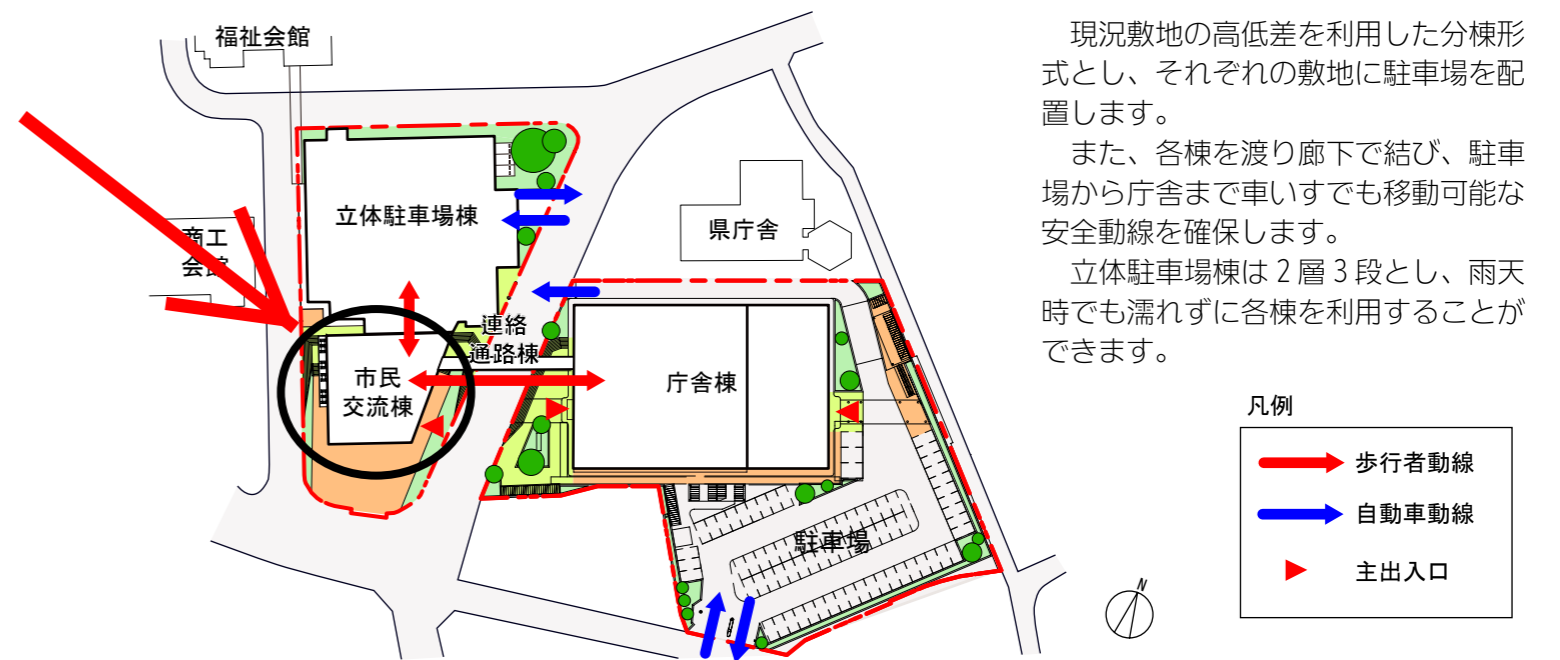 福祉会館
現況敷地の高低差を利用した分棟形
式とし、それぞれの敷地に駐車場を配
置します。
また、各棟を渡り廊下で結び、駐車
場から庁舎まで車いすでも移動可能な
安全動線を確保します。
立体駐車場棟は2層3段とし、雨天
時でも濡れずに各棟を利用することが
できます。
立体駐車場棟
商工
会館
県庁舎
連絡
通路棟
市民
交流棟
庁舎棟
駐車場
凡例
歩行者動線
自動車動線
主出入口
N